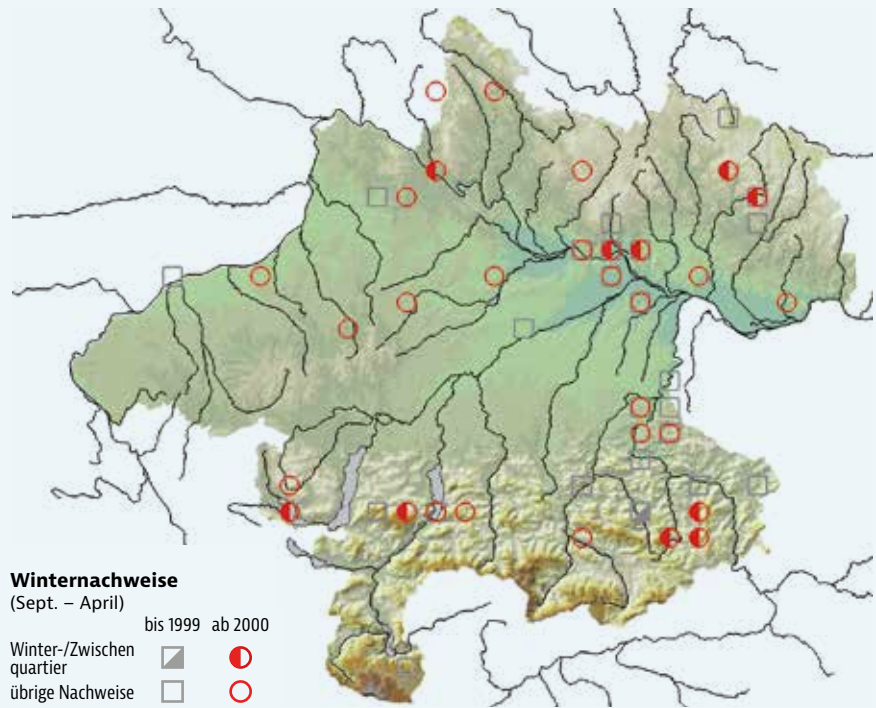 Winternachweise
(Sept. – April)
bis 1999 ab 2000
Winter-/Zwischen
quartier
übrige Nachweise